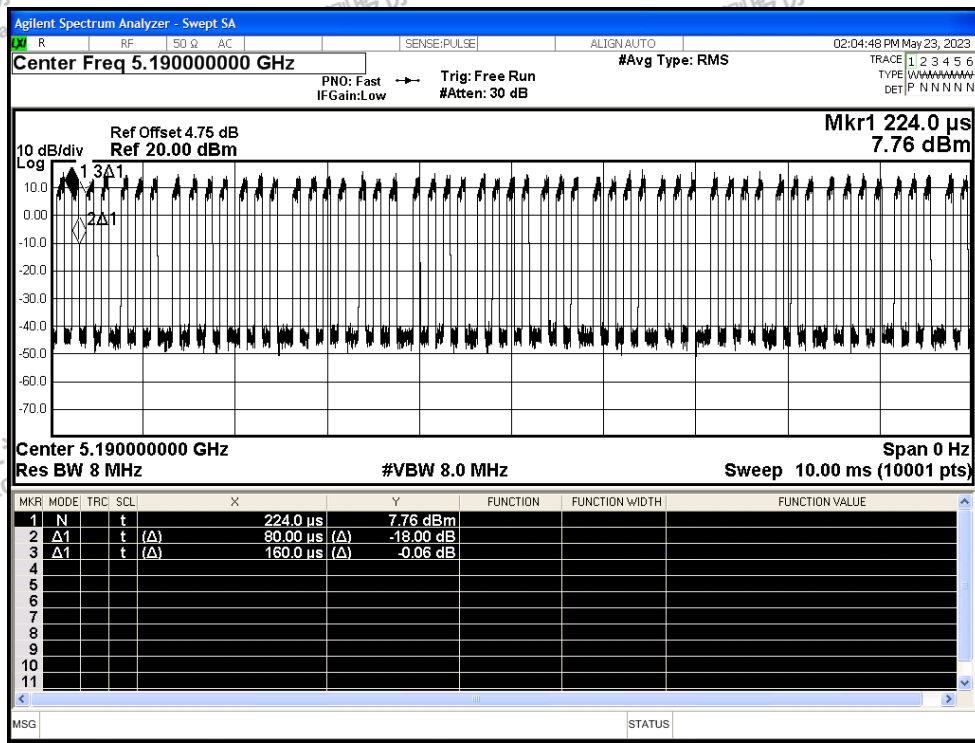 Agilent Spectrum Analyzer - Swept SA
LXI R RF 50 Ω AC SENSE:PULSE ALIGN AUTO 02:04:48 PM May 23, 2023
Center Freq 5.190000000 GHz
PNO: Fast
IFGain:Low
Trig: Free Run
#Atten: 30 dB
#Avg Type: RMS
TRACE 1 2 3 4 5 6
TYPE
DET P N N N N N
Mkr1 224.0 µs
7.76 dBm
Ref Offset 4.75 dB
10 dB/div Ref 20.00 dBm
Log
1 3Δ1
10.0
2Δ1
0.00
-10.0
-20.0
-30.0
-40.0
-50.0
-60.0
-70.0
Center 5.190000000 GHz Span 0 Hz
Res BW 8 MHz #VBW 8.0 MHz Sweep 10.00 ms (10001 pts)
MKR MODE TRC SCL X Y FUNCTION FUNCTION WIDTH FUNCTION VALUE
1 N t 224.0 µs 7.76 dBm
2 Δ1 t (Δ) 80.00 µs (Δ) -18.00 dB
3 Δ1 t (Δ) 160.0 µs (Δ) -0.06 dB
4
5
6
7
8
9
10
11
MSG STATUS